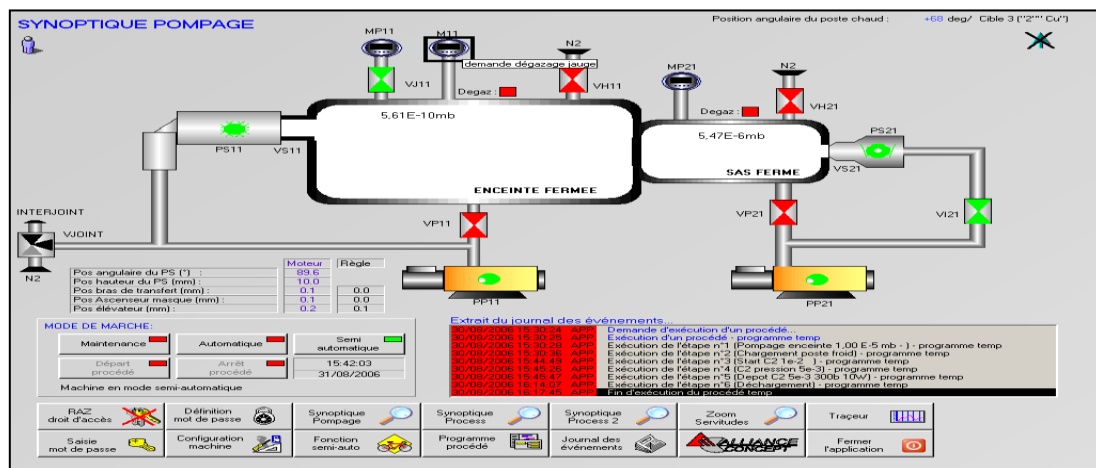 SYNOPTIQUE POMPAGE
Position angulaire du poste chaud : +68 deg/ Cible 3 ("2"" Cu")
MP11
M11
N2
demande dégazage jauge
VJ11
Degaz :
VH11
MP21
N2
Degaz :
VH21
5,61E-10mb
5,47E-6mb
PS11
VS11
PS21
VS21
ENCEINTE FERMEE
SAS FERME
INTERJOINT
VJOINT
N2
VP11
VP21
VI21
PP11
PP21
Moteur Règle
Pos angulaire du PS (°) : 89.6
Pos hauteur du PS (mm) : 10.0
Pos bras de transfert (mm) : 0.1 0.0
Pos Ascenseur masque (mm) : 0.1 0.0
Pos élévateur (mm) : 0.2 0.1
MODE DE MARCHE:
Maintenance
Automatique
Semi automatique
Départ procédé
Arrêt procédé
15:42:03
31/08/2006
Machine en mode semi-automatique
Extrait du journal des événements...
30/08/2006 15:30:24 APP Demande d'exécution d'un procédé...
30/08/2006 15:30:25 APP Exécution d'un procédé - programme temp
30/08/2006 15:30:28 APP Exécution de l'étape n°1 (Pompage enceinte 1,00 E-5 mb - ) - programme temp
30/08/2006 15:30:36 APP Exécution de l'étape n°2 (Chargement poste froid) - programme temp
30/08/2006 15:44:49 APP Exécution de l'étape n°3 (Start C2 1e-2 ) - programme temp
30/08/2006 15:45:26 APP Exécution de l'étape n°4 (C2 pression 5e-3) - programme temp
30/08/2006 15:45:47 APP Exécution de l'étape n°5 (Depot C2 5e-3 300b 10W) - programme temp
30/08/2006 16:14:07 APP Exécution de l'étape n°6 (Déchargement) - programme temp
30/08/2006 16:17:45 APP Fin d'exécution du procédé temp
RAZ droit d'accès
Définition mot de passe
Synoptique Pompage
Synoptique Process
Synoptique Process 2
Zoom Servitudes
Traçeur
Saisie mot de passe
Configuration machine
Fonction semi-auto
Programme procédé
Journal des événements
ALLIANCE CONCEPT
Fermer l'application